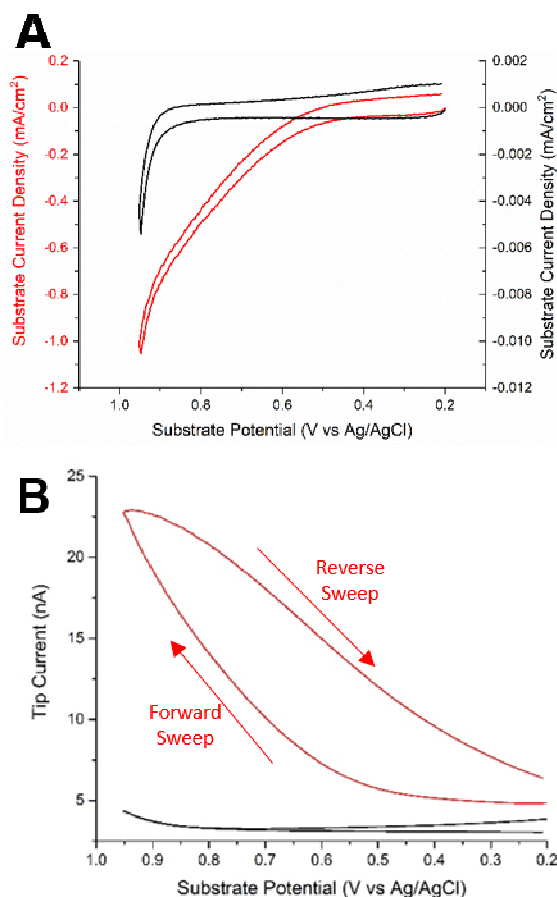 A
Substrate Current Density (mA/cm²)
0.2
0.0
-0.2
-0.4
-0.6
-0.8
-1.0
-1.2
0.002
0.000
-0.002
-0.004
-0.006
-0.008
-0.010
-0.012
Substrate Current Density (mA/cm²)
1.0 0.8 0.6 0.4 0.2
Substrate Potential (V vs Ag/AgCl)
B
Tip Current (nA)
25
20
15
10
5
Reverse
Sweep
Forward
Sweep
1.0 0.9 0.8 0.7 0.6 0.5 0.4 0.3 0.2
Substrate Potential (V vs Ag/AgCl)